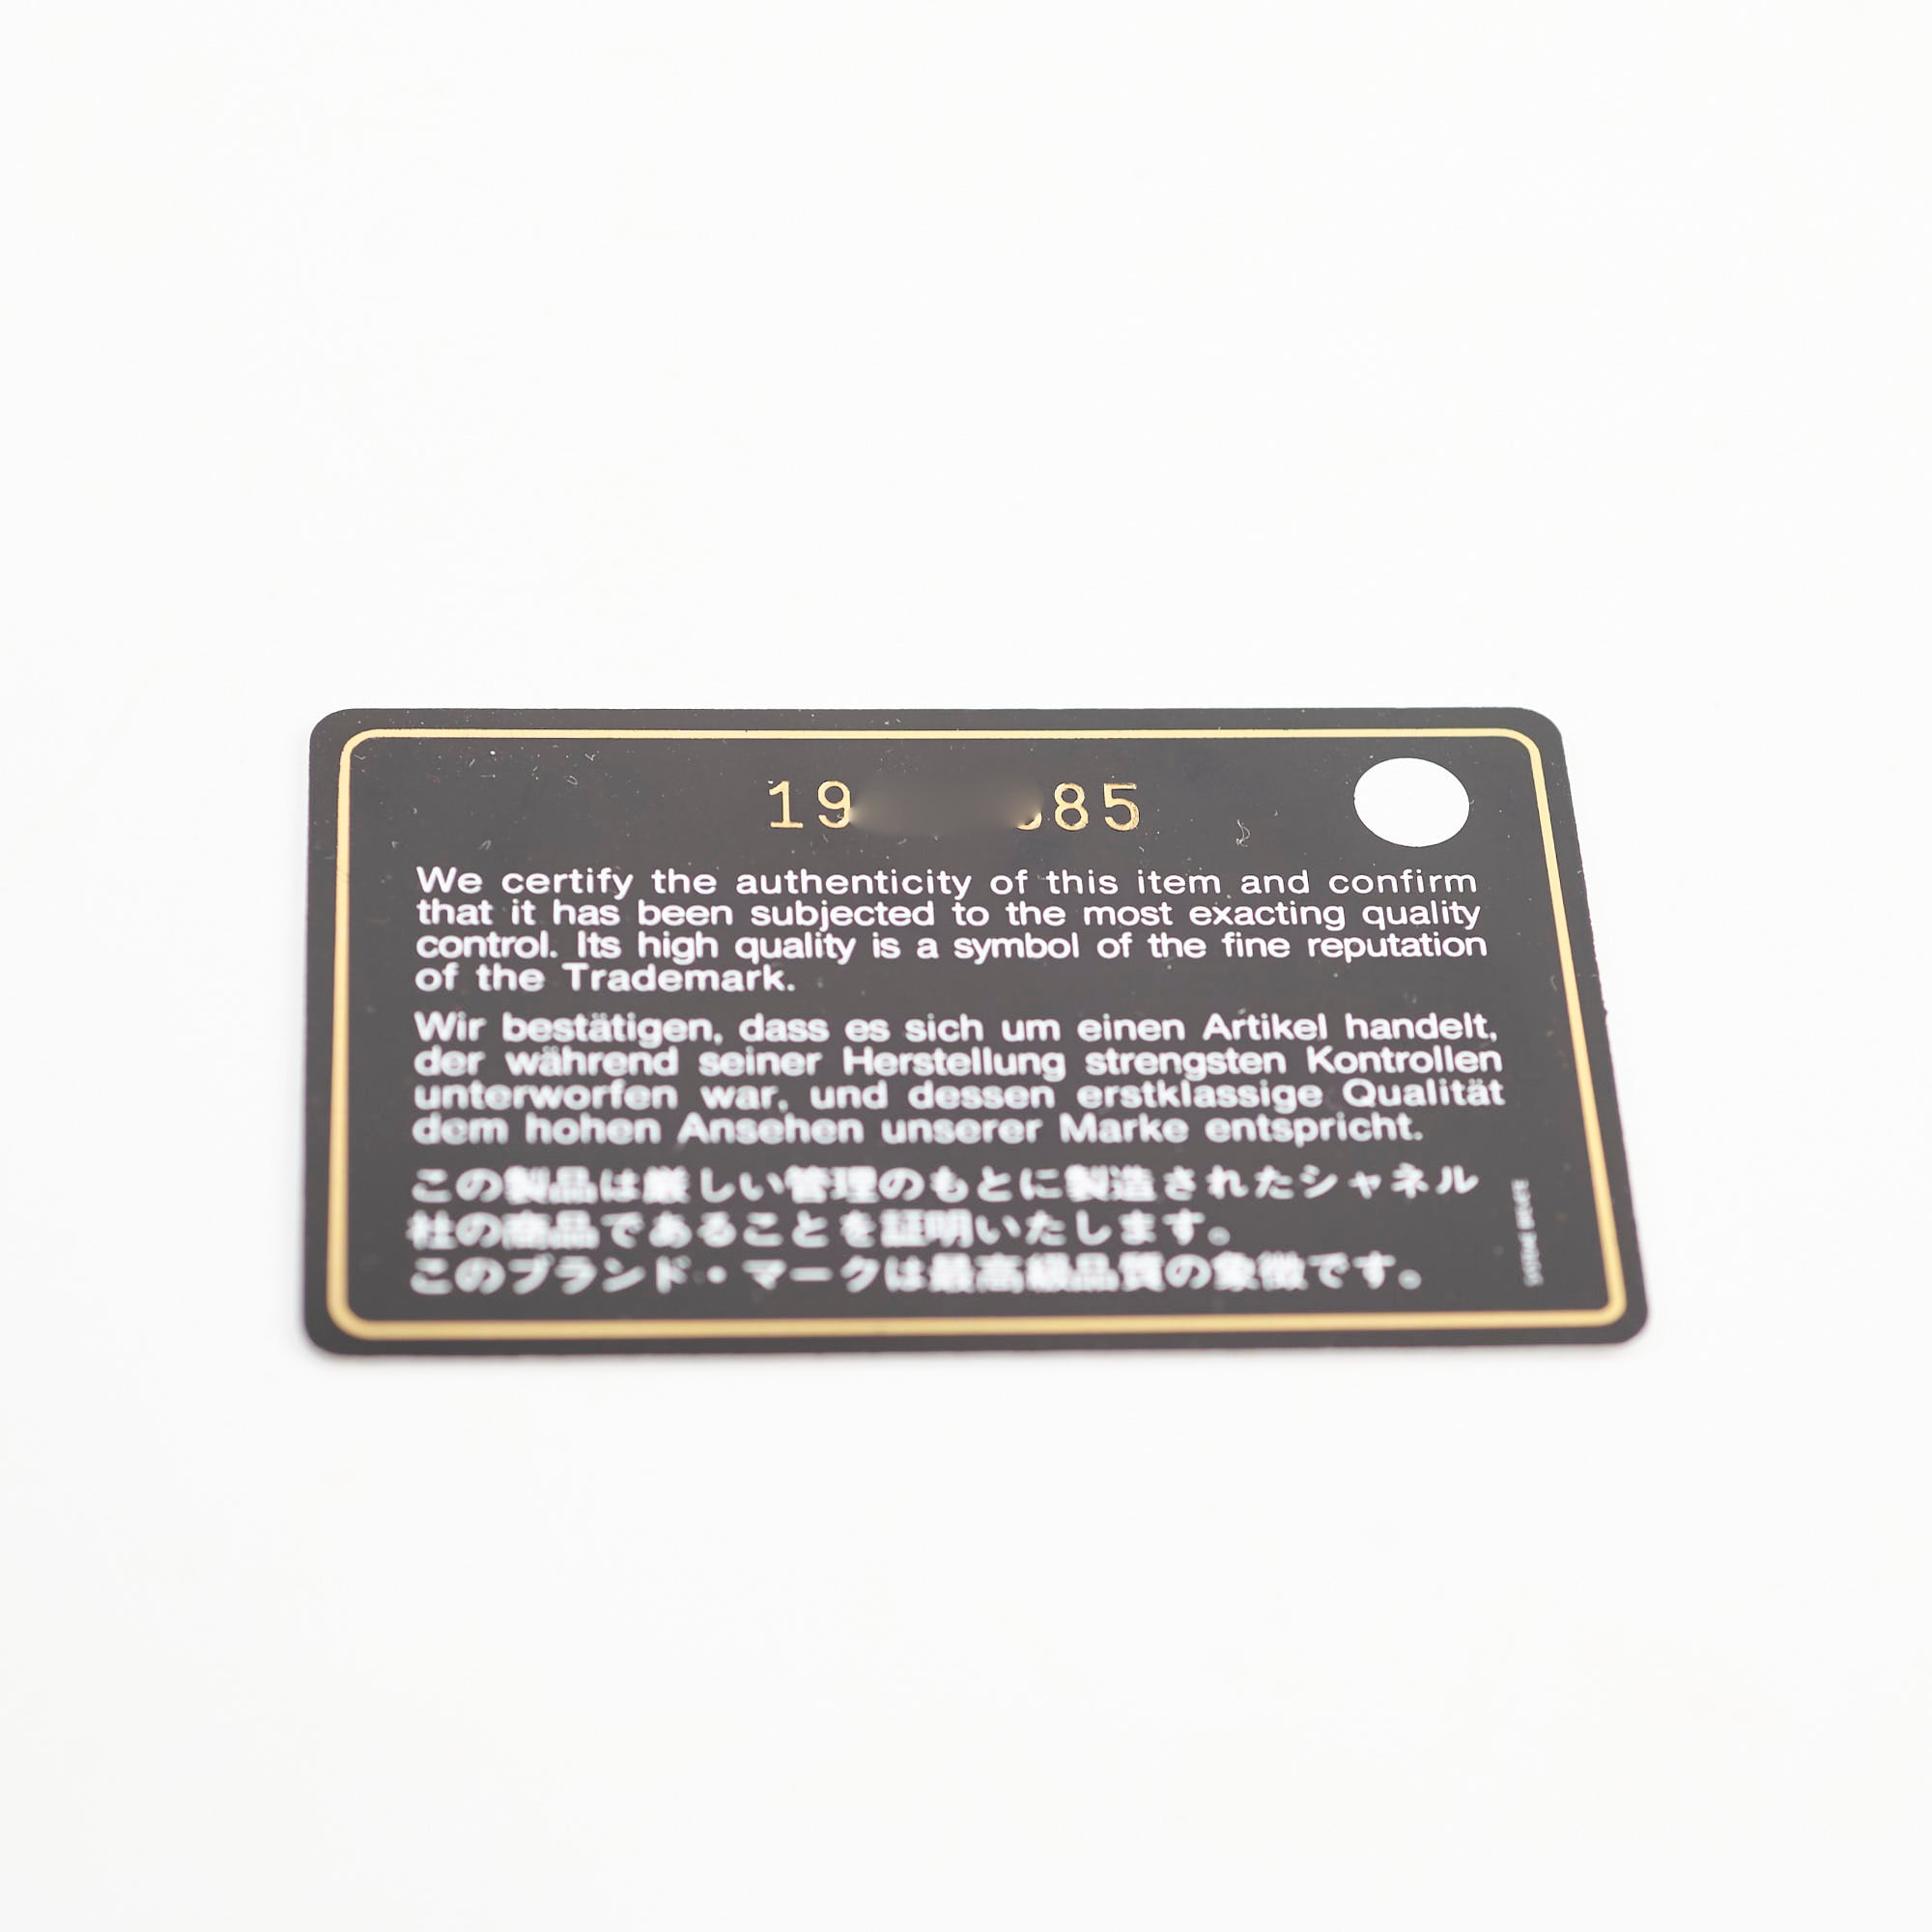 19 85
We certify the authenticity of this item and confirm
that it has been subjected to the most exacting quality
control. Its high quality is a symbol of the fine reputation
of the Trademark.
Wir bestätigen, dass es sich um einen Artikel handelt,
der während seiner Herstellung strengsten Kontrollen
unterworfen war, und dessen erstklassige Qualität
dem hohen Ansehen unserer Marke entspricht.
この製品は厳しい管理のもとに製造されたシャネル
社の商品であることを証明いたします。
このブランド・マークは最高級品質の象徴です。